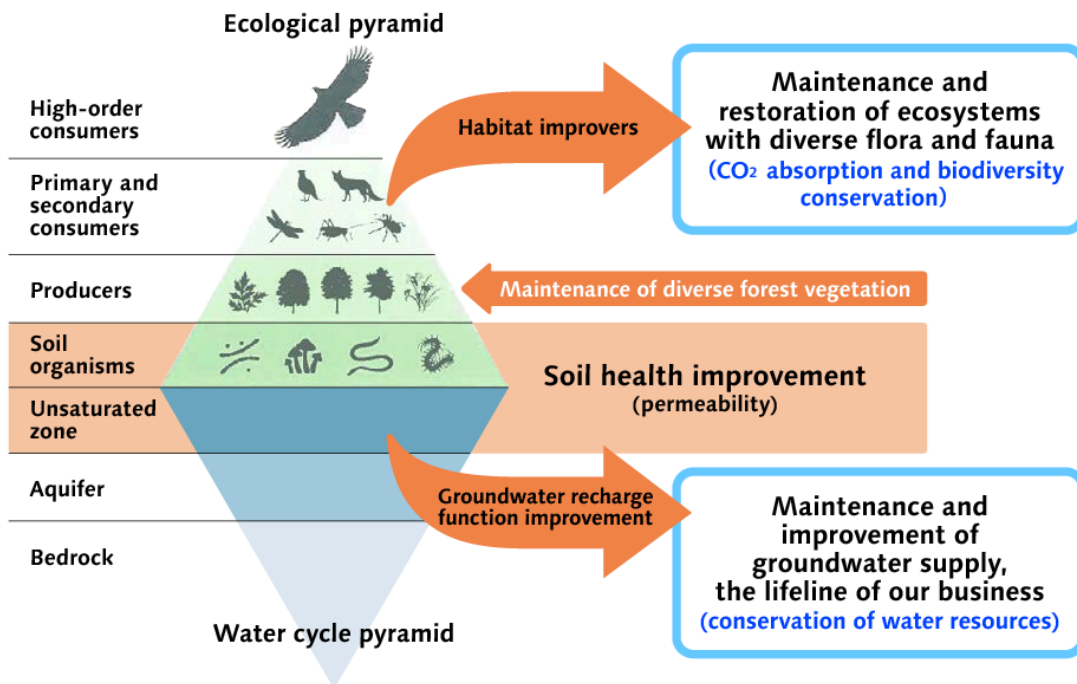 Ecological pyramid
High-order
consumers
Primary and
secondary
consumers
Producers
Soil
organisms
Unsaturated
zone
Aquifer
Bedrock
Water cycle pyramid
Habitat improvers
Maintenance and
restoration of ecosystems
with diverse flora and fauna
(CO₂ absorption and biodiversity
conservation)
Maintenance of diverse forest vegetation
Soil health improvement
(permeability)
Groundwater recharge
function improvement
Maintenance and
improvement of
groundwater supply,
the lifeline of our business
(conservation of water resources)